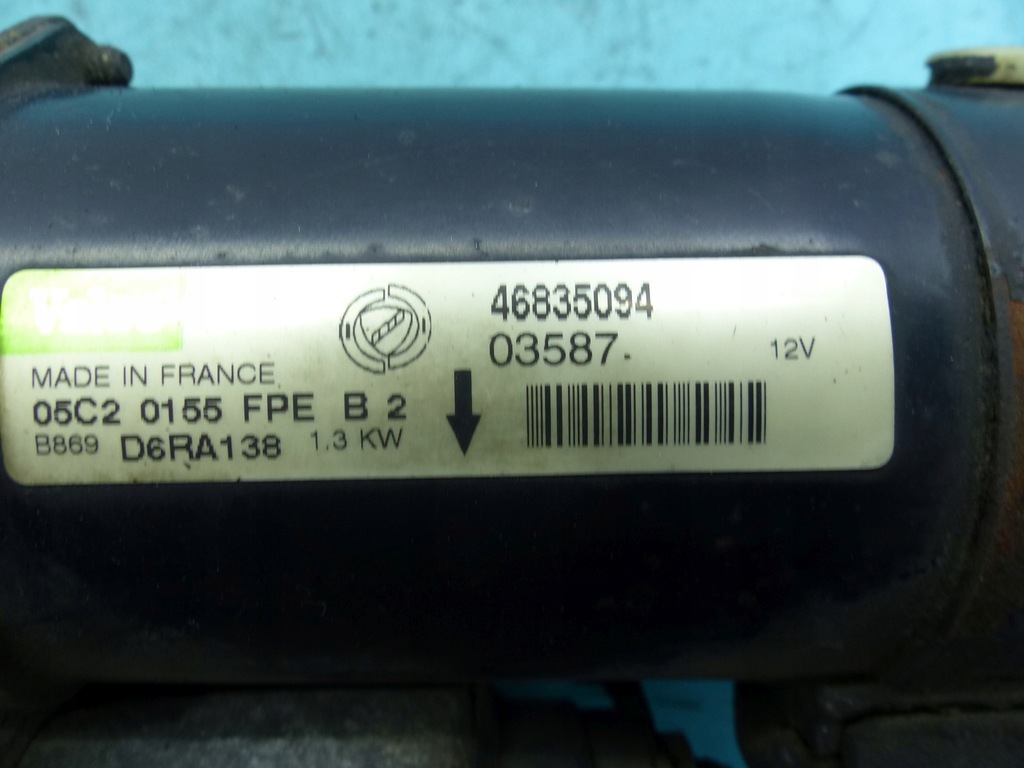 Valeo
46835094
03587.
12V
MADE IN FRANCE
05C2 0155 FPE B 2
B869 D6RA138 1.3 KW